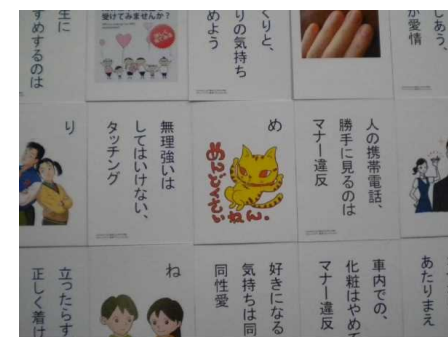 人の携帯電話、
勝手に見るのは
マナー違反
め
めんどくさいねん。
無理強いは
してはいけない、
タッチング
り
しあう、
愛情
くりと、
りの気持ち
めよう
受けてみませんか?
生に
すめするのは
あたりまえ
車内での、
化粧はやめて
マナー違反
好きになる
気持ちは同
同性愛
ね
立ったらす
正しく着け